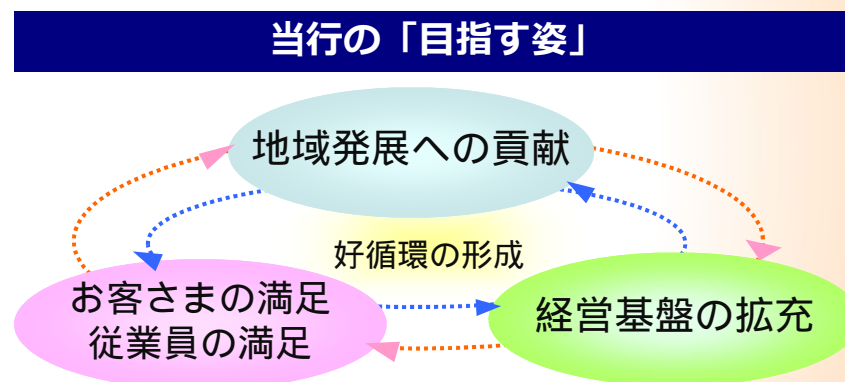 当行の「目指す姿」
地域発展への貢献
好循環の形成
お客さまの満足
従業員の満足
経営基盤の拡充